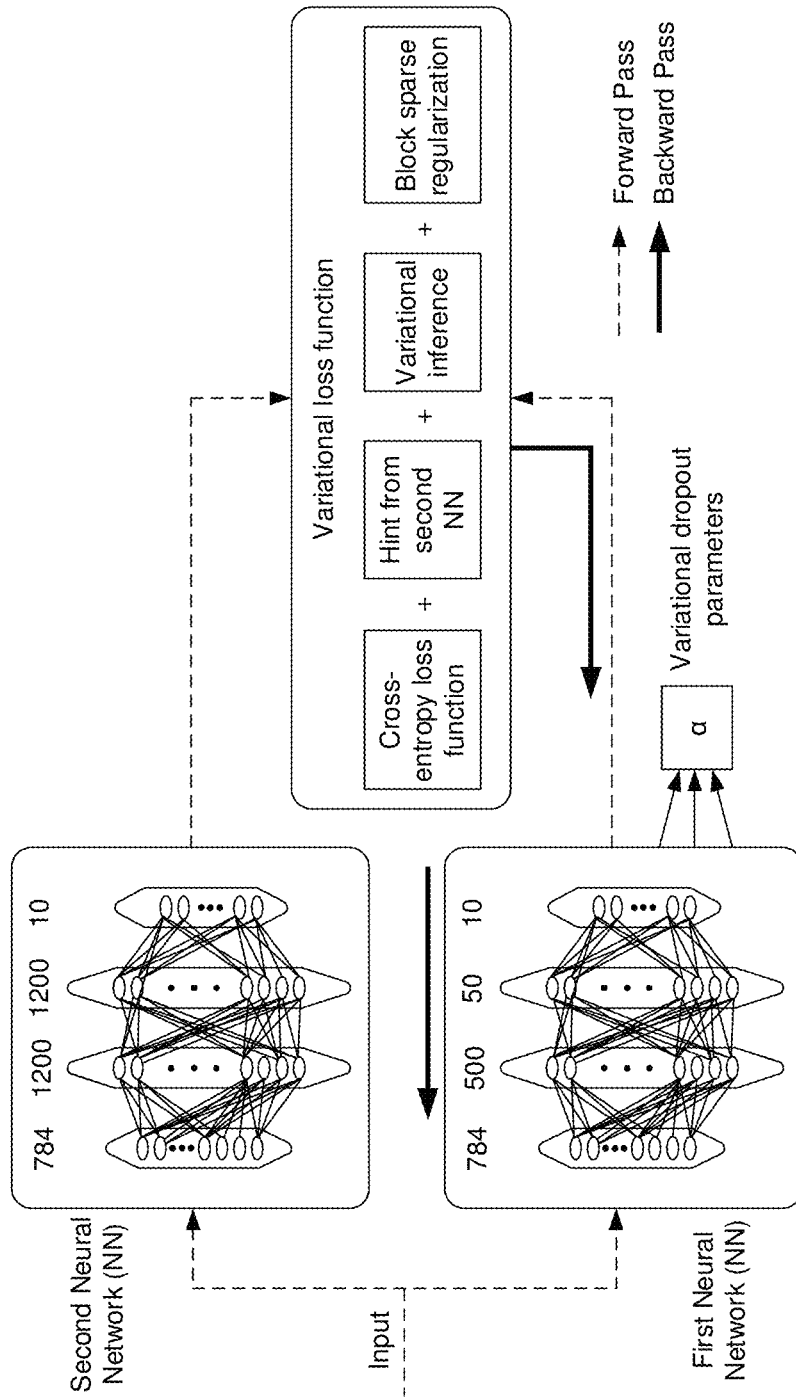 Second Neural
Network (NN)
784
1200
1200
10
Input
First Neural
Network (NN)
784
500
50
10
α
Variational dropout
parameters
Variational loss function
Cross-
entropy loss
function
+
Hint from
second
NN
+
Variational
inference
+
Block sparse
regularization
Forward Pass
Backward Pass